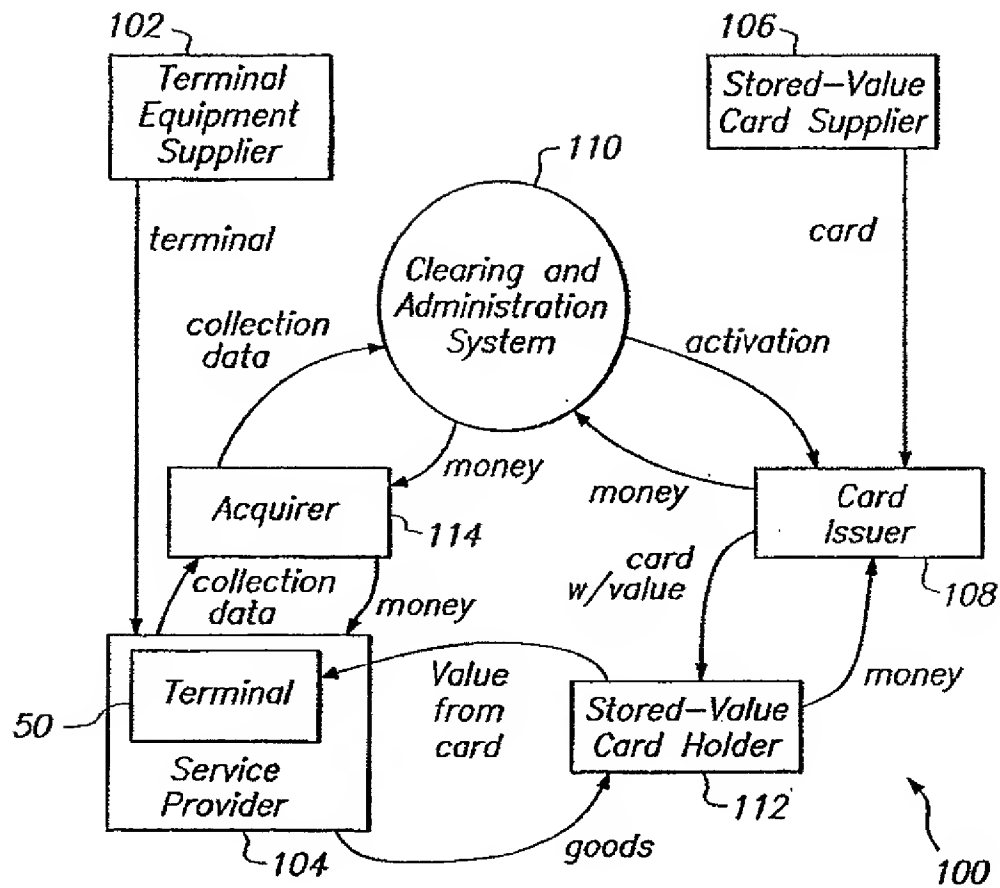 102
Terminal
Equipment
Supplier
106
Stored-Value
Card Supplier
110
terminal
card
Clearing and
Administration
System
collection
data
activation
money
money
Acquirer
114
Card
Issuer
108
collection
data
money
card
w/value
money
50
Terminal
Service
Provider
104
Value
from
card
Stored-Value
Card Holder
112
goods
100